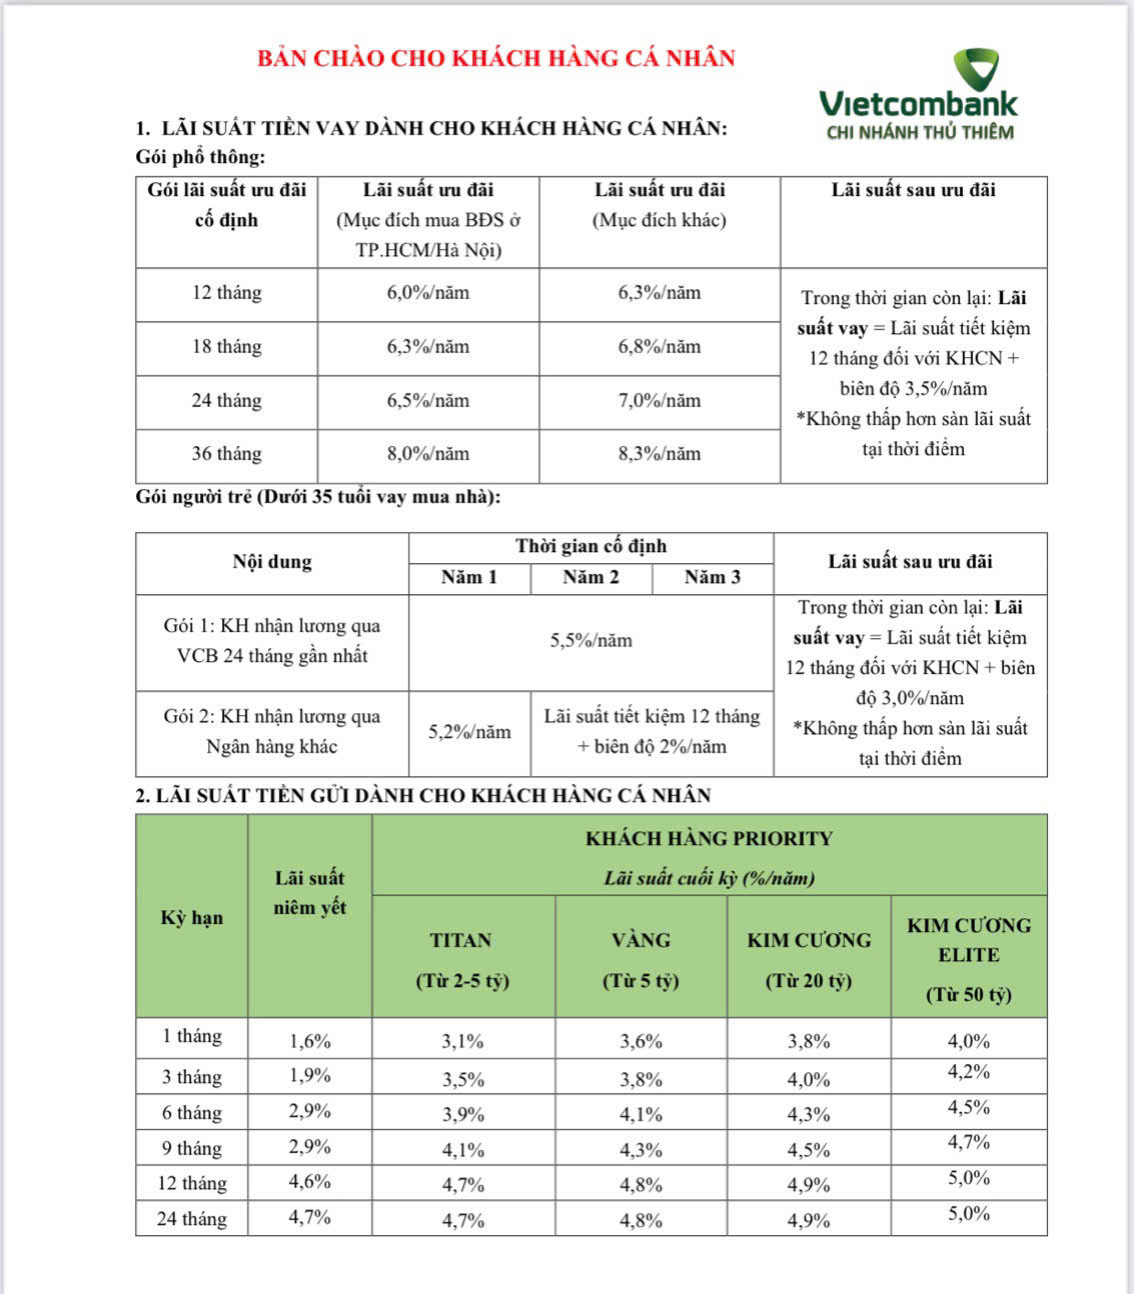 BẢN CHÀO CHO KHÁCH HÀNG CÁ NHÂN
Vietcombank
CHI NHÁNH THỦ THIÊM
1. LÃI SUẤT TIỀN VAY DÀNH CHO KHÁCH HÀNG CÁ NHÂN:
Gói phổ thông:
Gói lãi suất ưu đãi
cố định
Lãi suất ưu đãi
(Mục đích mua BĐS ở
TP.HCM/Hà Nội)
Lãi suất ưu đãi
(Mục đích khác)
Lãi suất sau ưu đãi
12 tháng
6,0%/năm
6,3%/năm
18 tháng
6,3%/năm
6,8%/năm
24 tháng
6,5%/năm
7,0%/năm
36 tháng
8,0%/năm
8,3%/năm
Trong thời gian còn lại: Lãi
suất vay = Lãi suất tiết kiệm
12 tháng đối với KHCN +
biên độ 3,5%/năm
*Không thấp hơn sàn lãi suất
tại thời điểm
Gói người trẻ (Dưới 35 tuổi vay mua nhà):
Nội dung
Thời gian cố định
Năm 1
Năm 2
Năm 3
Lãi suất sau ưu đãi
Gói 1: KH nhận lương qua
VCB 24 tháng gần nhất
5,5%/năm
Gói 2: KH nhận lương qua
Ngân hàng khác
5,2%/năm
Lãi suất tiết kiệm 12 tháng
+ biên độ 2%/năm
Trong thời gian còn lại: Lãi
suất vay = Lãi suất tiết kiệm
12 tháng đối với KHCN + biên
độ 3,0%/năm
*Không thấp hơn sàn lãi suất
tại thời điểm
2. LÃI SUẤT TIỀN GỬI DÀNH CHO KHÁCH HÀNG CÁ NHÂN
Kỳ hạn
Lãi suất
niêm yết
KHÁCH HÀNG PRIORITY
Lãi suất cuối kỳ (%/năm)
TITAN
(Từ 2-5 tỷ)
VÀNG
(Từ 5 tỷ)
KIM CƯƠNG
(Từ 20 tỷ)
KIM CƯƠNG
ELITE
(Từ 50 tỷ)
1 tháng
1,6%
3,1%
3,6%
3,8%
4,0%
3 tháng
1,9%
3,5%
3,8%
4,0%
4,2%
6 tháng
2,9%
3,9%
4,1%
4,3%
4,5%
9 tháng
2,9%
4,1%
4,3%
4,5%
4,7%
12 tháng
4,6%
4,7%
4,8%
4,9%
5,0%
24 tháng
4,7%
4,7%
4,8%
4,9%
5,0%